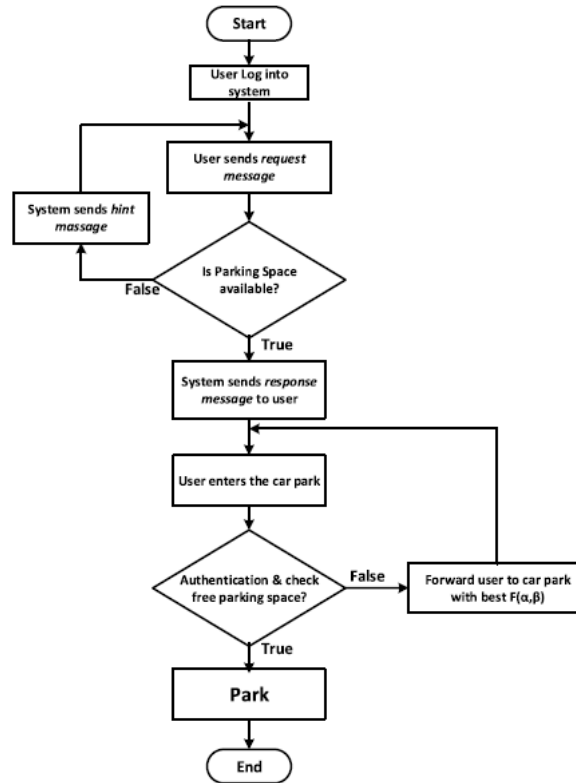 Start
User Log into
system
User sends request
message
System sends hint
massage
Is Parking Space
available?
False
True
System sends response
message to user
User enters the car park
Authentication & check
free parking space?
False
Forward user to car park
with best F(α,β)
True
Park
End